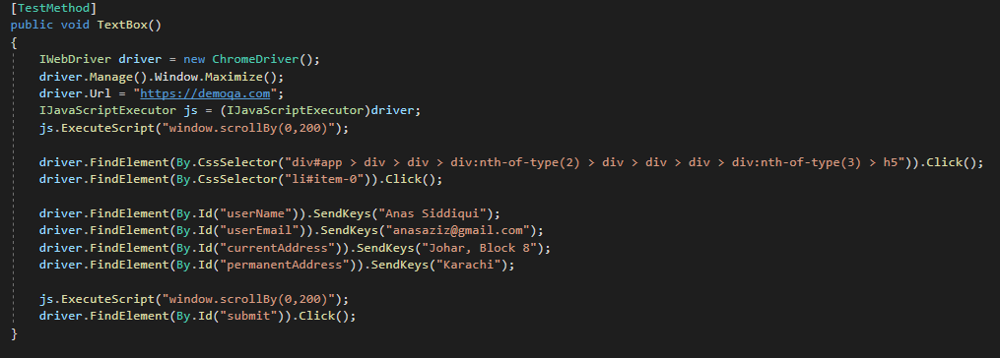 [TestMethod]
public void TextBox()
{
IWebDriver driver = new ChromeDriver();
driver.Manage().Window.Maximize();
driver.Url = "https://demoqa.com";
IJavaScriptExecutor js = (IJavaScriptExecutor)driver;
js.ExecuteScript("window.scrollBy(0,200)");
driver.FindElement(By.CssSelector("div#app > div > div > div:nth-of-type(2) > div > div > div > div:nth-of-type(3) > h5")).Click();
driver.FindElement(By.CssSelector("li#item-0")).Click();
driver.FindElement(By.Id("userName")).SendKeys("Anas Siddiqui");
driver.FindElement(By.Id("userEmail")).SendKeys("anasaziz@gmail.com");
driver.FindElement(By.Id("currentAddress")).SendKeys("Johar, Block 8");
driver.FindElement(By.Id("permanentAddress")).SendKeys("Karachi");
js.ExecuteScript("window.scrollBy(0,200)");
driver.FindElement(By.Id("submit")).Click();
}